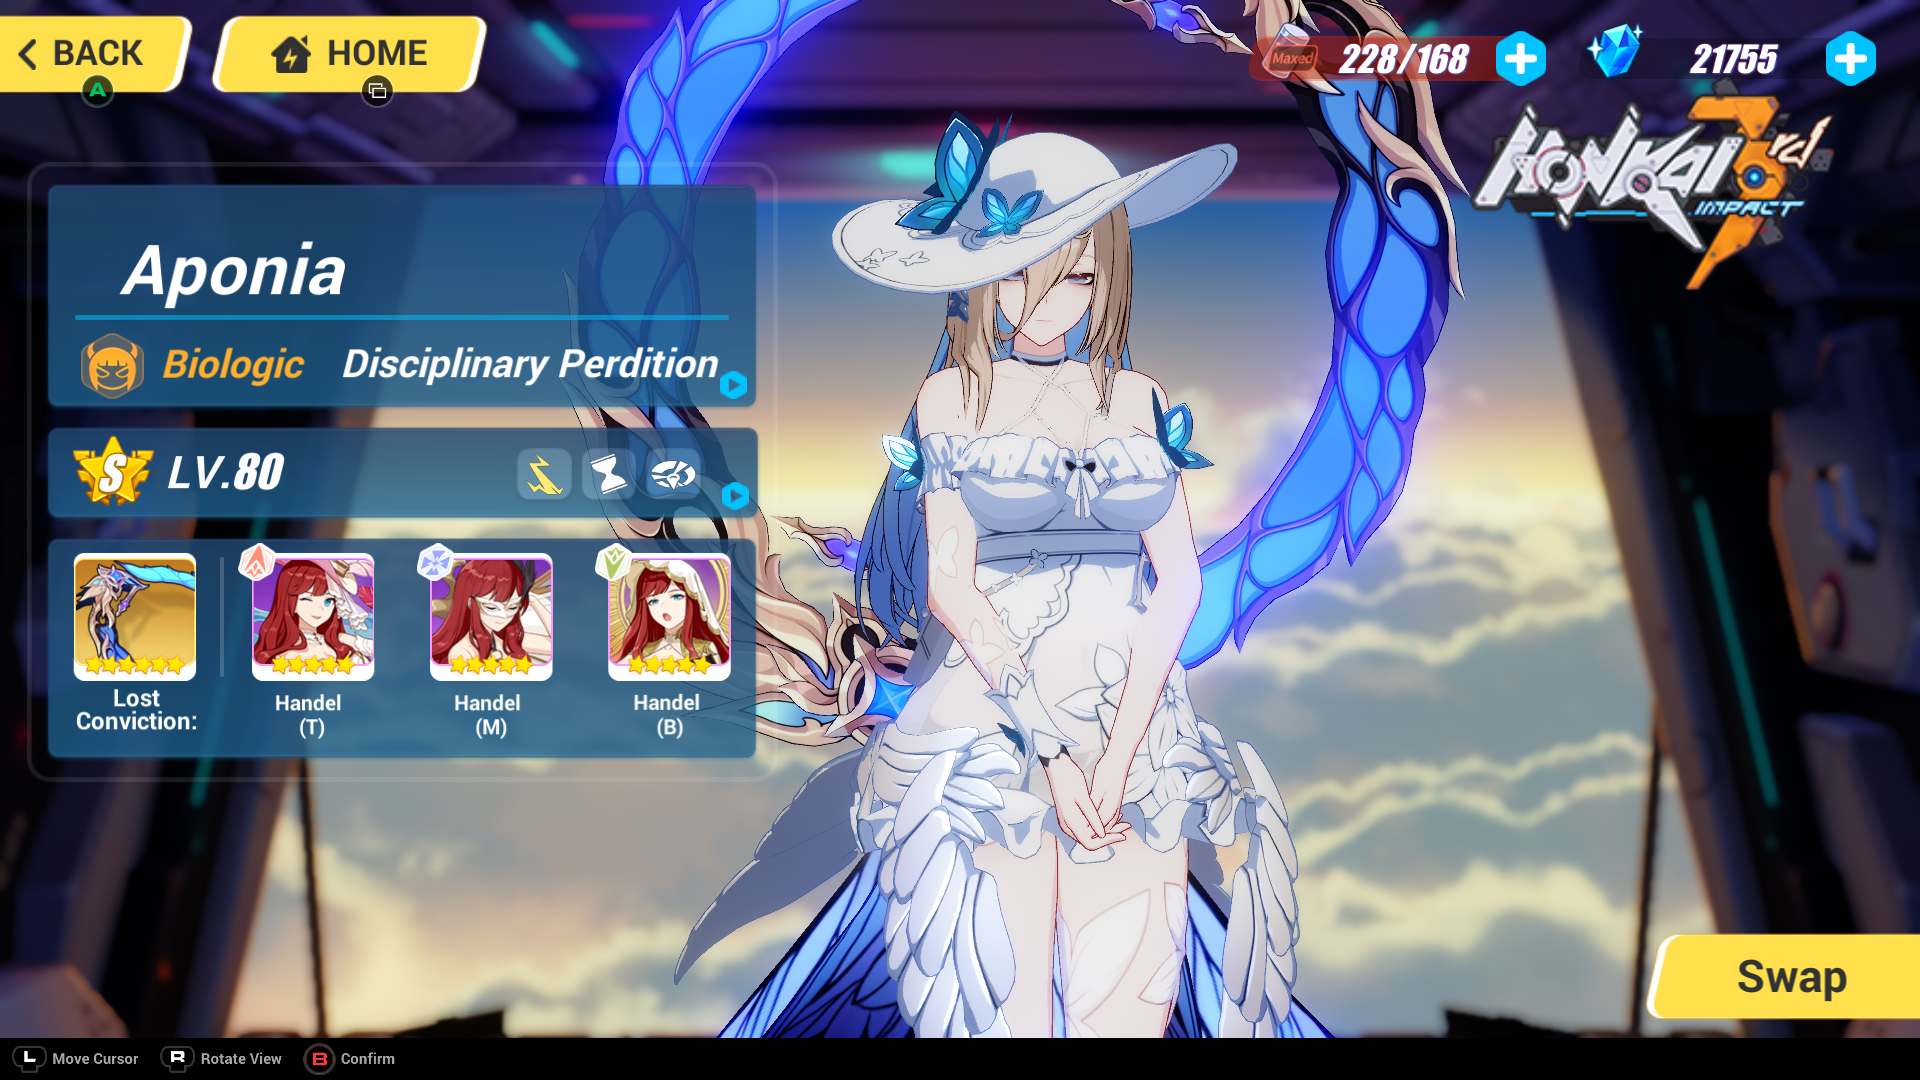 BACK
A
HOME
Maxed
228/168
21755
HONKAI 3rd
IMPACT
Aponia
Biologic
Disciplinary Perdition
S
LV.80
Lost
Conviction:
Handel
(T)
Handel
(M)
Handel
(B)
Swap
L Move Cursor
R Rotate View
B Confirm